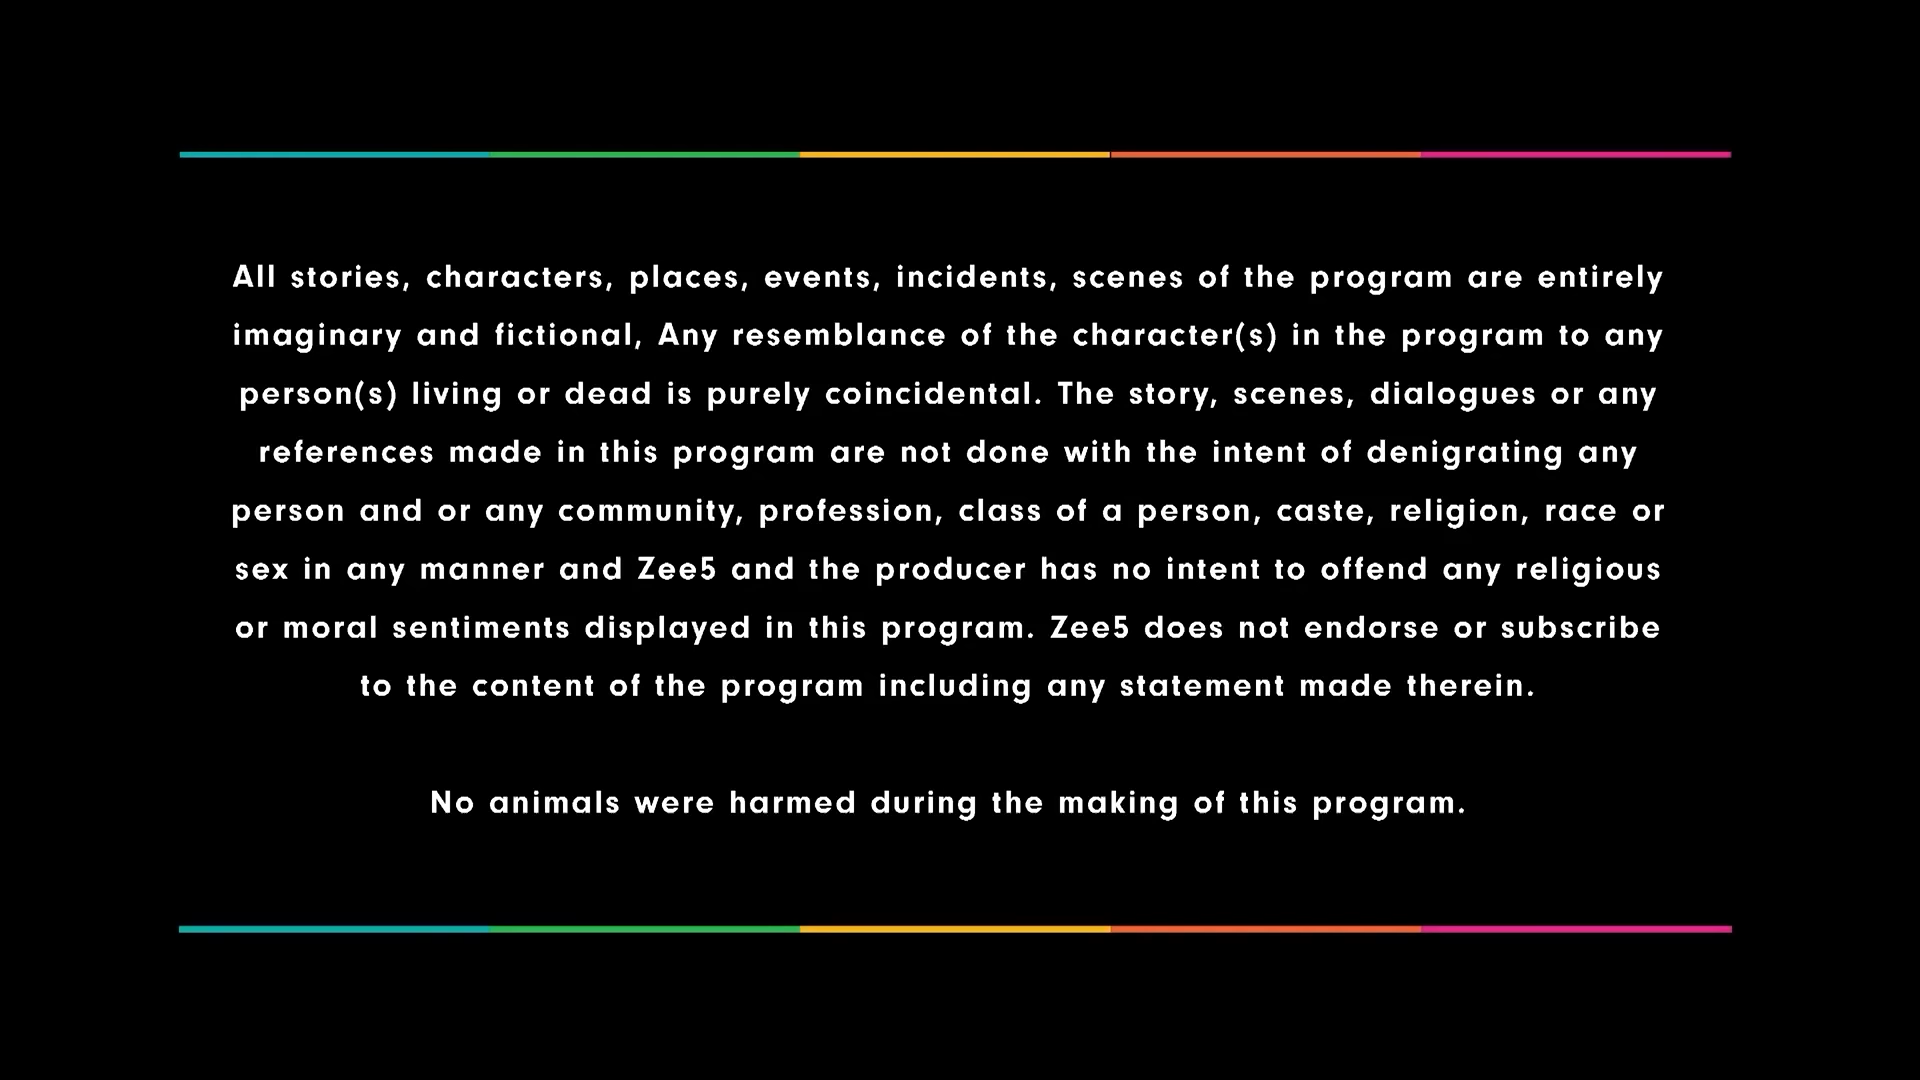 All stories, characters, places, events, incidents, scenes of the program are entirely
imaginary and fictional, Any resemblance of the character(s) in the program to any
person(s) living or dead is purely coincidental. The story, scenes, dialogues or any
references made in this program are not done with the intent of denigrating any
person and or any community, profession, class of a person, caste, religion, race or
sex in any manner and Zee5 and the producer has no intent to offend any religious
or moral sentiments displayed in this program. Zee5 does not endorse or subscribe
to the content of the program including any statement made therein.
No animals were harmed during the making of this program.